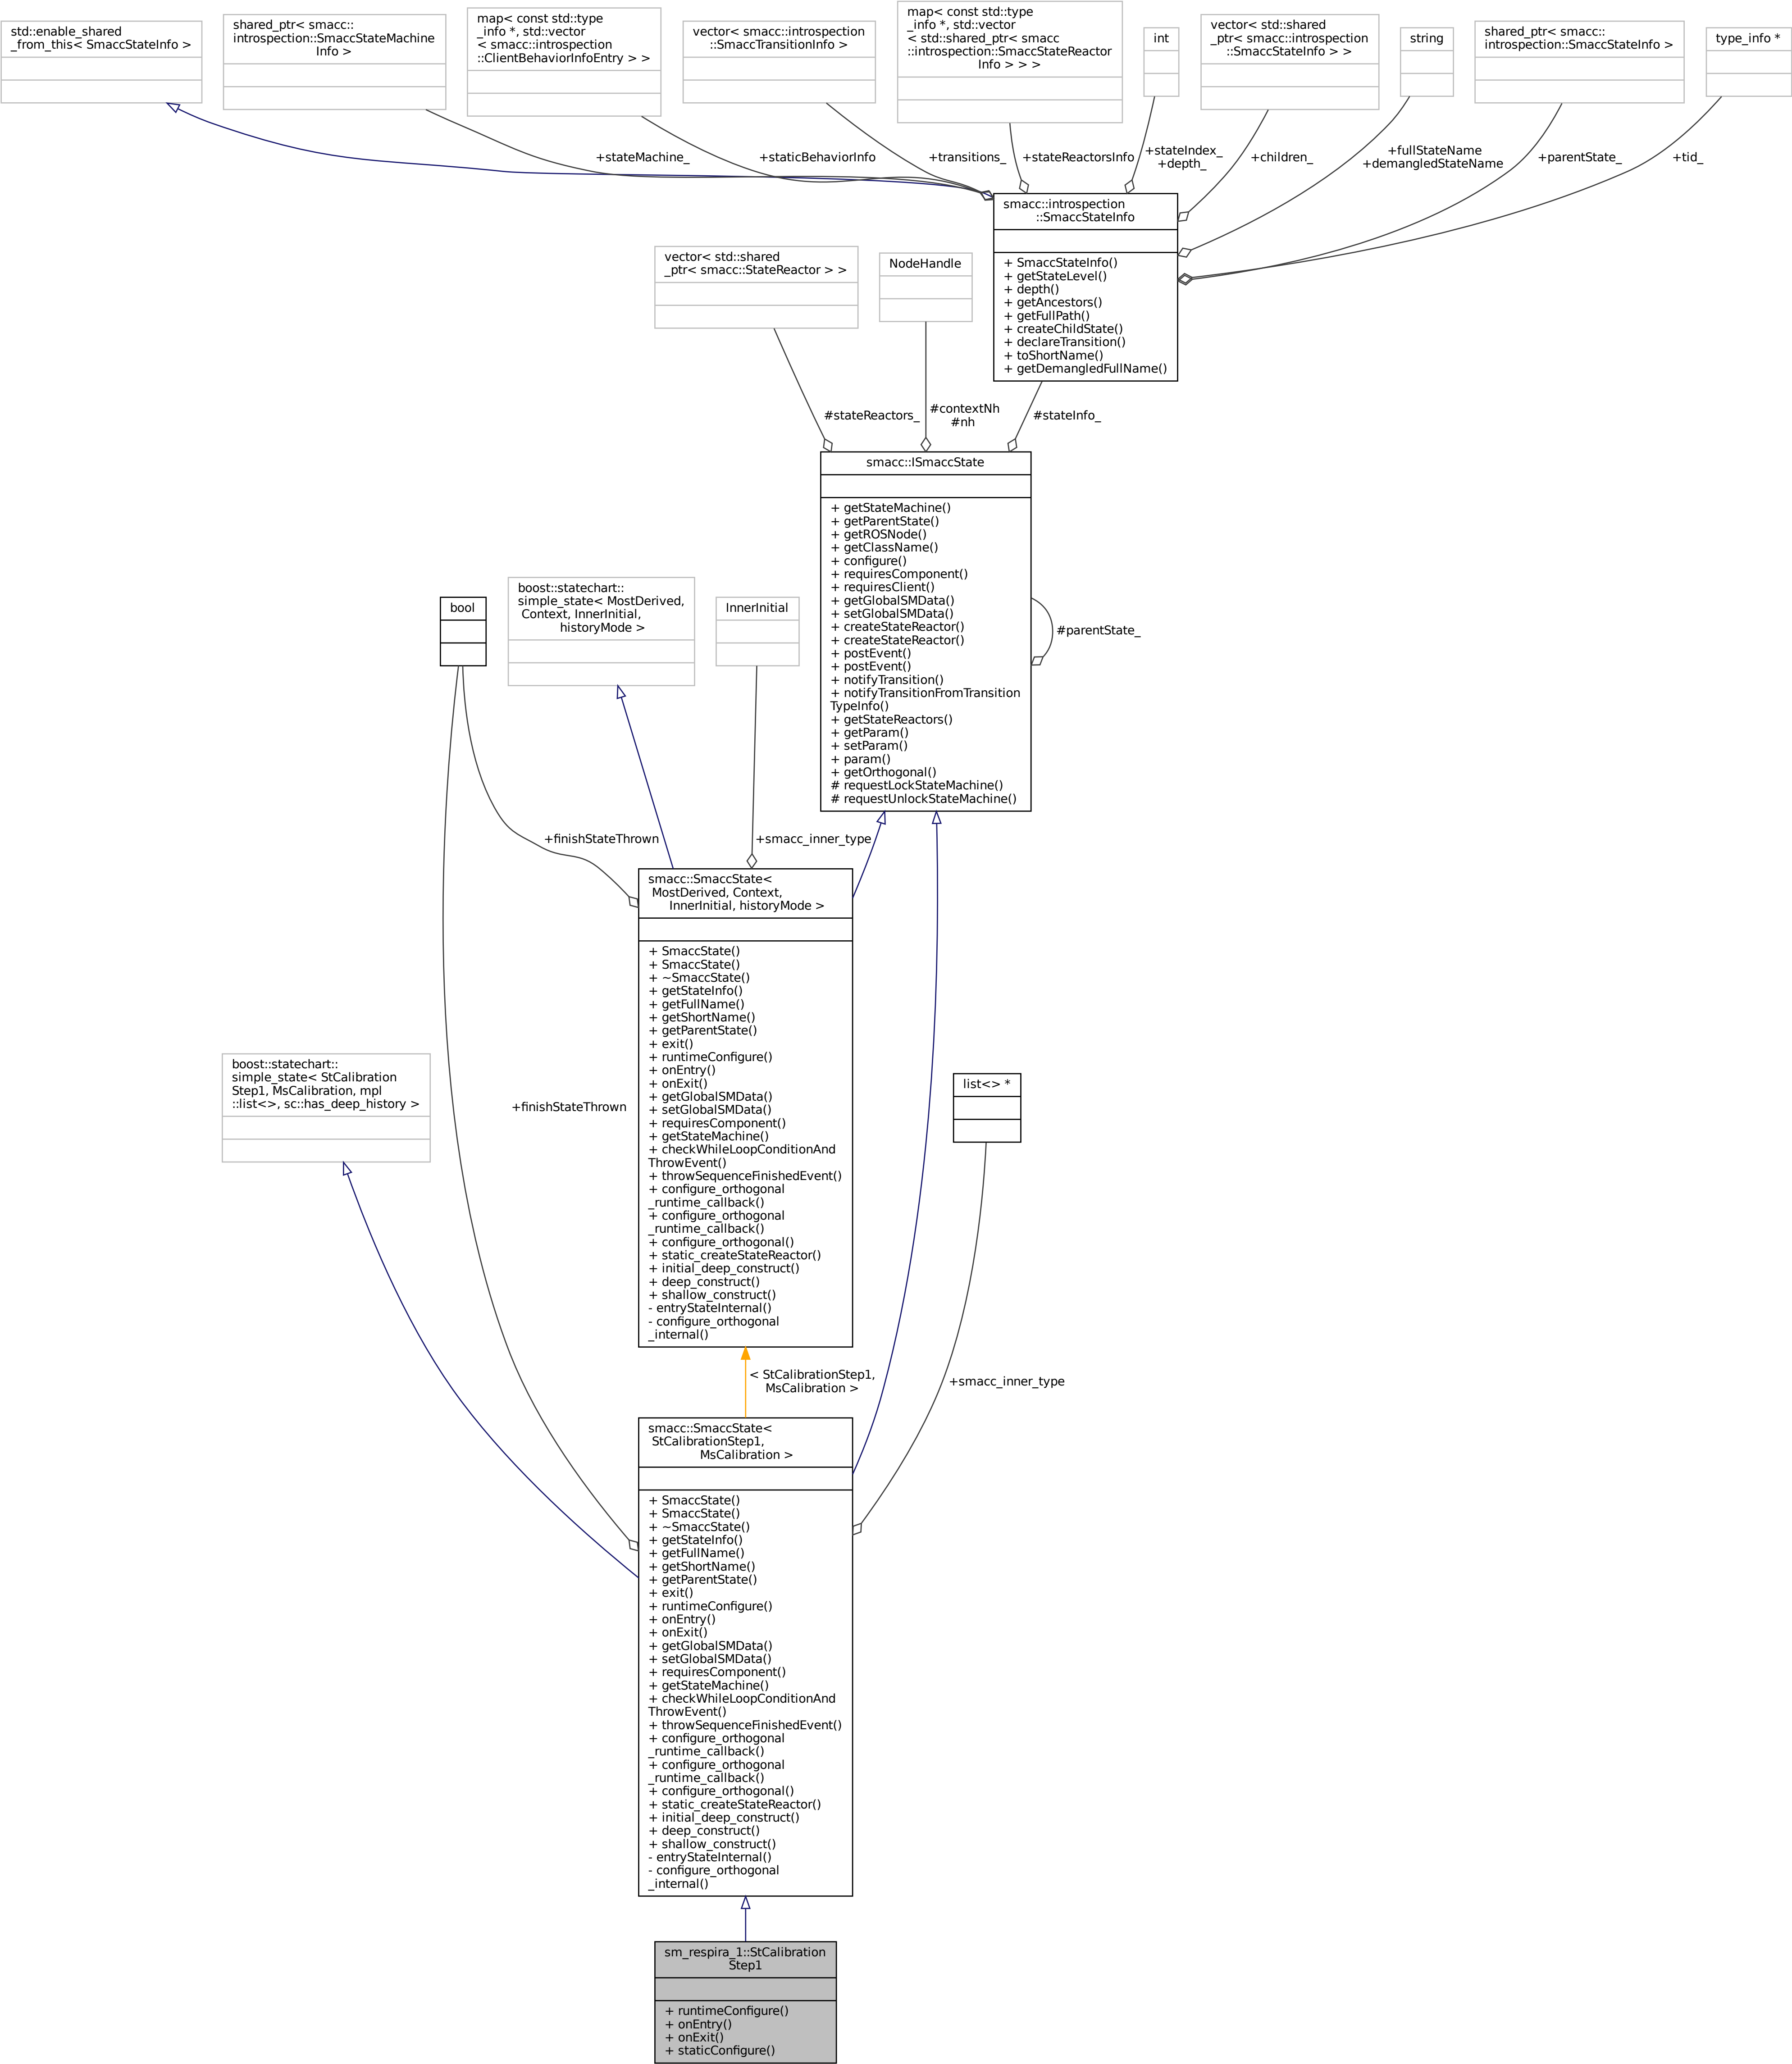 std::enable_shared
_from_this< SmaccStateInfo >
shared_ptr< smacc::
introspection::SmaccStateMachine
Info >
map< const std::type
_info *, std::vector
< smacc::introspection
::ClientBehaviorInfoEntry > >
vector< smacc::introspection
::SmaccTransitionInfo >
map< const std::type
_info *, std::vector
< std::shared_ptr< smacc
::introspection::SmaccStateReactor
Info > > >
int
vector< std::shared
_ptr< smacc::introspection
::SmaccStateInfo > >
string
shared_ptr< smacc::
introspection::SmaccStateInfo >
type_info *
+stateMachine_
+staticBehaviorInfo
+transitions_
+stateReactorsInfo
+stateIndex_
+depth_
+children_
+fullStateName
+demangledStateName
+parentState_
+tid_
smacc::introspection
::SmaccStateInfo
+ SmaccStateInfo()
+ getStateLevel()
+ depth()
+ getAncestors()
+ getFullPath()
+ createChildState()
+ declareTransition()
+ toShortName()
+ getDemangledFullName()
vector< std::shared
_ptr< smacc::StateReactor > >
NodeHandle
#stateReactors_
#contextNh
#nh
#stateInfo_
smacc::ISmaccState
+ getStateMachine()
+ getParentState()
+ getROSNode()
+ getClassName()
+ configure()
+ requiresComponent()
+ requiresClient()
+ getGlobalSMData()
+ setGlobalSMData()
+ createStateReactor()
+ createStateReactor()
+ postEvent()
+ postEvent()
+ notifyTransition()
+ notifyTransitionFromTransition
TypeInfo()
+ getStateReactors()
+ getParam()
+ setParam()
+ param()
+ getOrthogonal()
# requestLockStateMachine()
# requestUnlockStateMachine()
#parentState_
bool
boost::statechart::
simple_state< MostDerived,
Context, InnerInitial,
historyMode >
InnerInitial
+finishStateThrown
+smacc_inner_type
smacc::SmaccState<
MostDerived, Context,
InnerInitial, historyMode >
+ SmaccState()
+ SmaccState()
+ ~SmaccState()
+ getStateInfo()
+ getFullName()
+ getShortName()
+ getParentState()
+ exit()
+ runtimeConfigure()
+ onEntry()
+ onExit()
+ getGlobalSMData()
+ setGlobalSMData()
+ requiresComponent()
+ getStateMachine()
+ checkWhileLoopConditionAnd
ThrowEvent()
+ throwSequenceFinishedEvent()
+ configure_orthogonal
_runtime_callback()
+ configure_orthogonal
_runtime_callback()
+ configure_orthogonal()
+ static_createStateReactor()
+ initial_deep_construct()
+ deep_construct()
+ shallow_construct()
- entryStateInternal()
- configure_orthogonal
_internal()
boost::statechart::
simple_state< StCalibration
Step1, MsCalibration, mpl
::list<>, sc::has_deep_history >
+finishStateThrown
list<> *
< StCalibrationStep1,
MsCalibration >
+smacc_inner_type
smacc::SmaccState<
StCalibrationStep1,
MsCalibration >
+ SmaccState()
+ SmaccState()
+ ~SmaccState()
+ getStateInfo()
+ getFullName()
+ getShortName()
+ getParentState()
+ exit()
+ runtimeConfigure()
+ onEntry()
+ onExit()
+ getGlobalSMData()
+ setGlobalSMData()
+ requiresComponent()
+ getStateMachine()
+ checkWhileLoopConditionAnd
ThrowEvent()
+ throwSequenceFinishedEvent()
+ configure_orthogonal
_runtime_callback()
+ configure_orthogonal
_runtime_callback()
+ configure_orthogonal()
+ static_createStateReactor()
+ initial_deep_construct()
+ deep_construct()
+ shallow_construct()
- entryStateInternal()
- configure_orthogonal
_internal()
sm_respira_1::StCalibration
Step1
+ runtimeConfigure()
+ onEntry()
+ onExit()
+ staticConfigure()